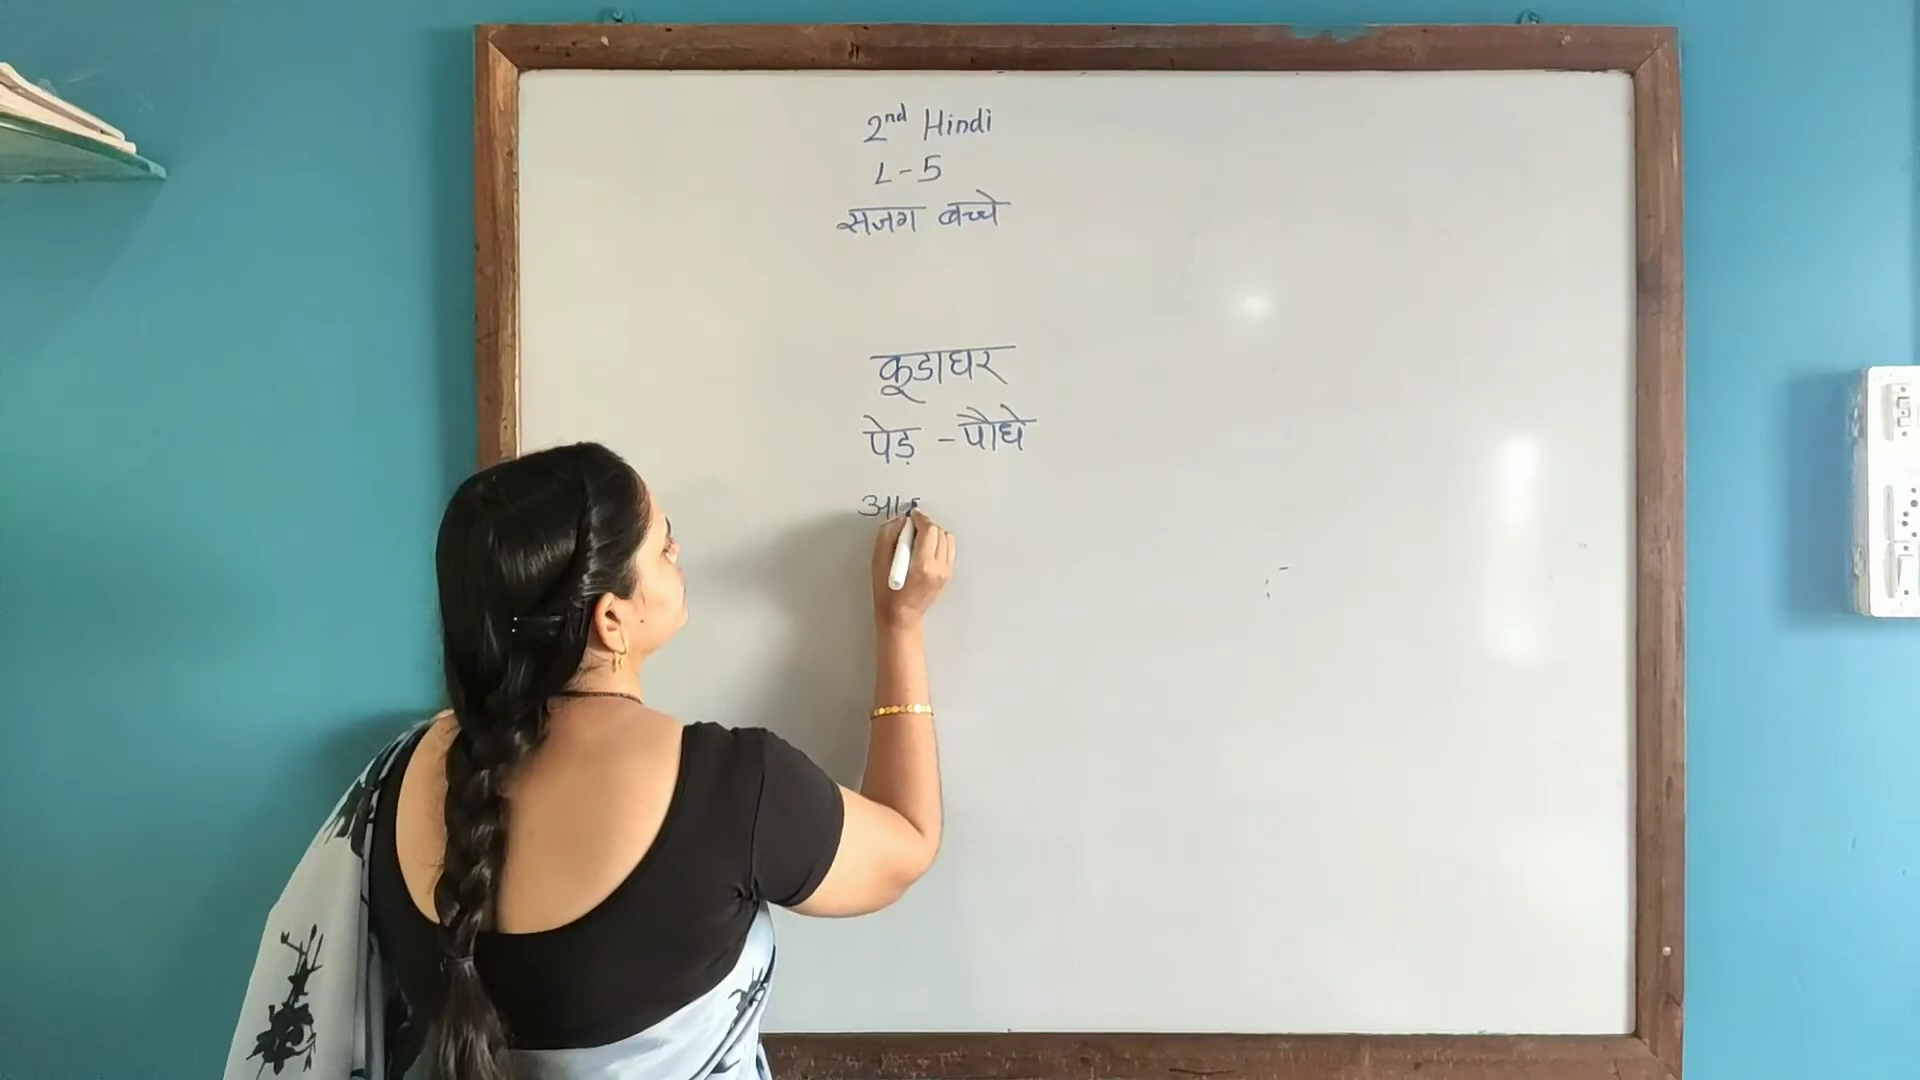 2nd Hindi
L-5
सजग बच्चे
कूडाघर
पेड़ - पौधे